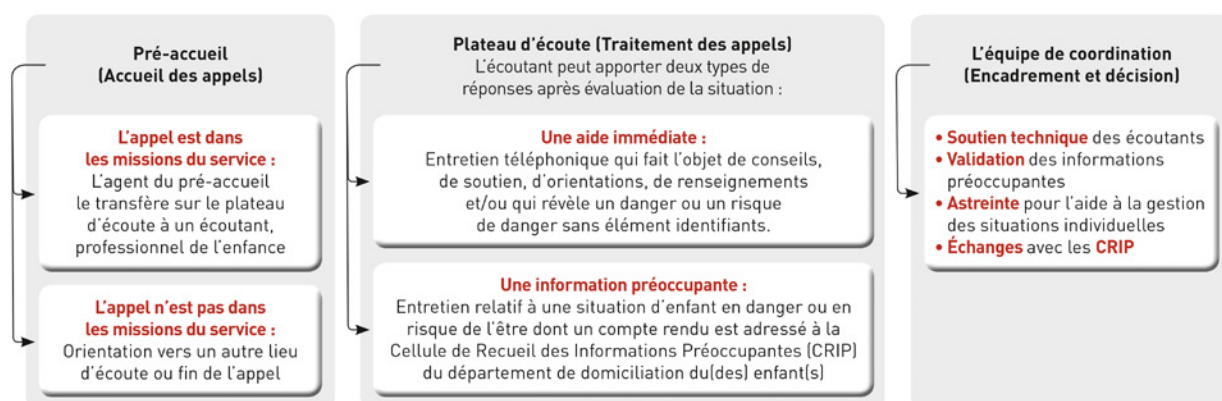 Pré-accueil
(Accueil des appels)
L'appel est dans
les missions du service :
L'agent du pré-accueil
le transfère sur le plateau
d'écoute à un écoutant,
professionnel de l'enfance
L'appel n'est pas dans
les missions du service :
Orientation vers un autre lieu
d'écoute ou fin de l'appel
Plateau d'écoute (Traitement des appels)
L'écoutant peut apporter deux types de
réponses après évaluation de la situation :
Une aide immédiate :
Entretien téléphonique qui fait l'objet de conseils,
de soutien, d'orientations, de renseignements
et/ou qui révèle un danger ou un risque
de danger sans élément identifiants.
Une information préoccupante :
Entretien relatif à une situation d'enfant en danger ou en
risque de l'être dont un compte rendu est adressé à la
Cellule de Recueil des Informations Préoccupantes (CRIP)
du département de domiciliation du(des) enfant(s)
L'équipe de coordination
(Encadrement et décision)
• Soutien technique des écoutants
• Validation des informations
préoccupantes
• Astreinte pour l'aide à la gestion
des situations individuelles
• Échanges avec les CRIP